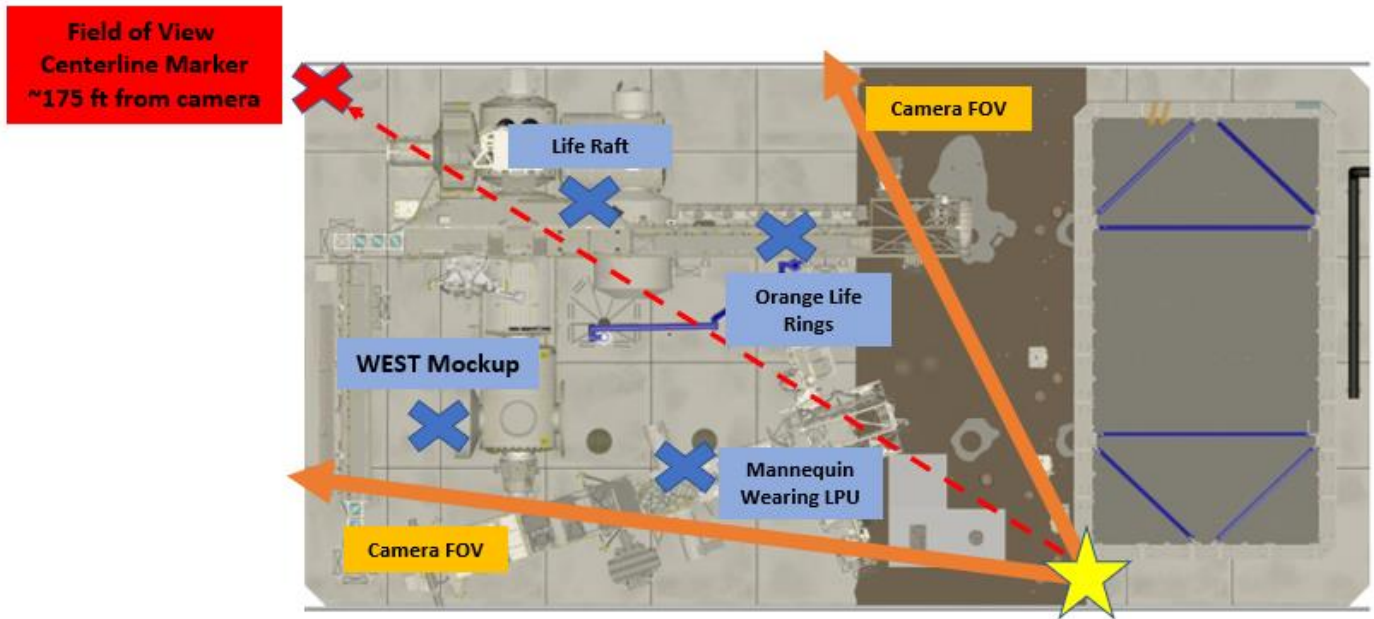 Field of View
Centerline Marker
~175 ft from camera
Camera FOV
Life Raft
Orange Life
Rings
WEST Mockup
Mannequin
Wearing LPU
Camera FOV